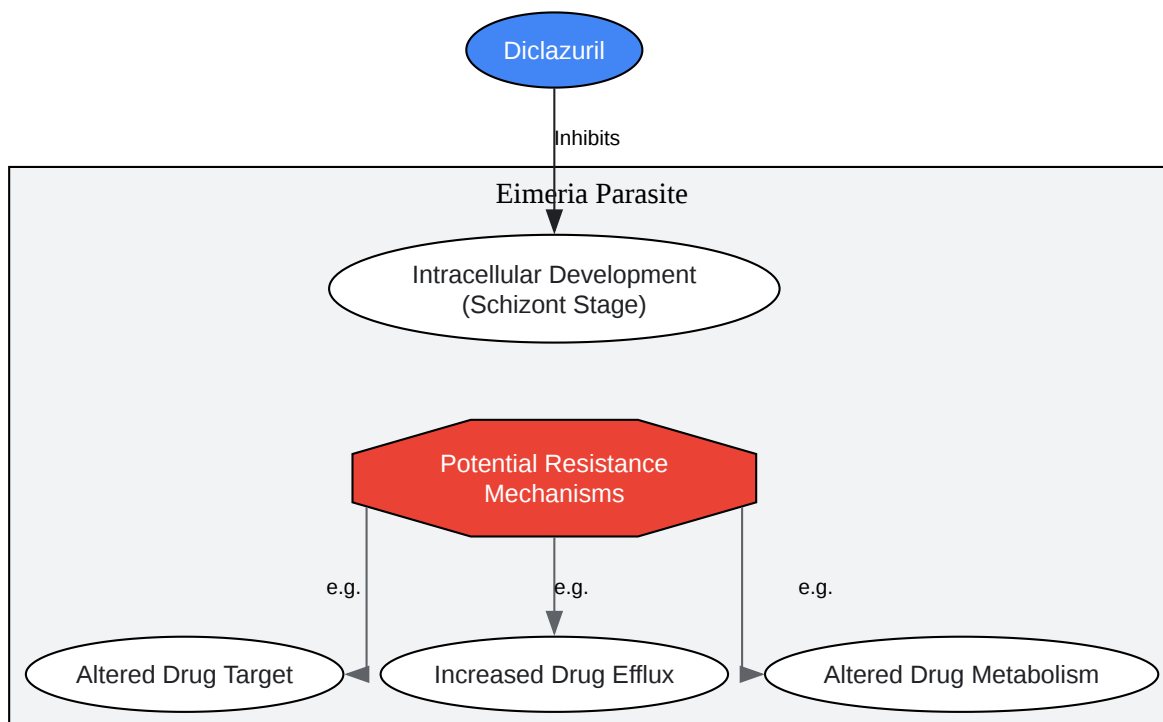 Diclazuril
Inhibits
Eimeria Parasite
Intracellular Development
(Schizont Stage)
Potential Resistance
Mechanisms
e.g.
e.g.
e.g.
Altered Drug Target
Increased Drug Efflux
Altered Drug Metabolism